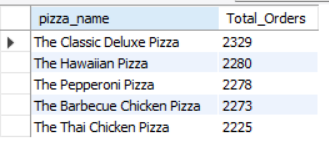 pizza_name Total_Orders
The Classic Deluxe Pizza 2329
The Hawaiian Pizza 2280
The Pepperoni Pizza 2278
The Barbecue Chicken Pizza 2273
The Thai Chicken Pizza 2225